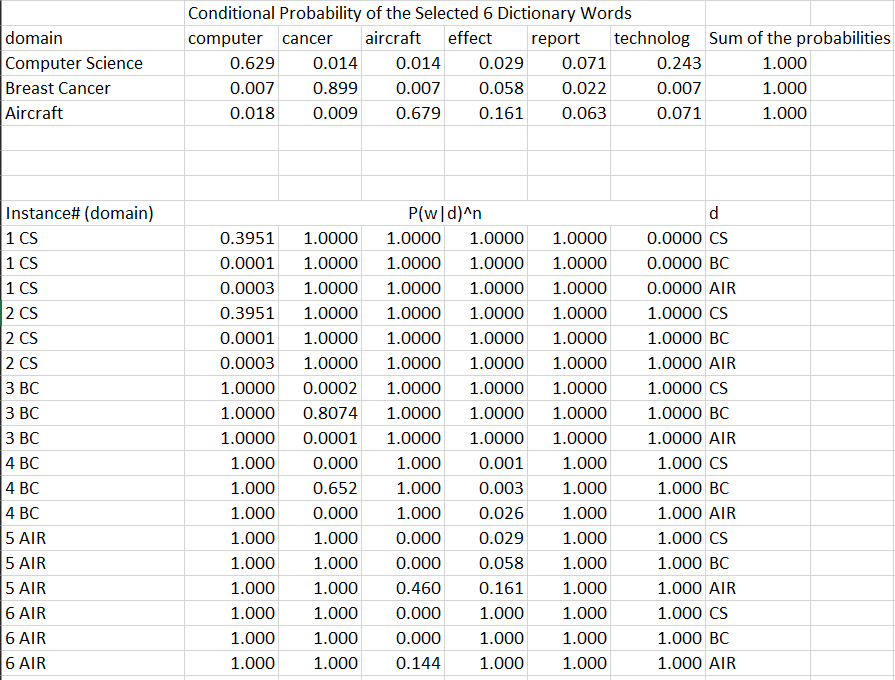 Conditional Probability of the Selected 6 Dictionary Words
domain computer cancer aircraft effect report technolog Sum of the probabilities
Computer Science 0.629 0.014 0.014 0.029 0.071 0.243 1.000
Breast Cancer 0.007 0.899 0.007 0.058 0.022 0.007 1.000
Aircraft 0.018 0.009 0.679 0.161 0.063 0.071 1.000
Instance# (domain) P(w|d)^n d
1 CS 0.3951 1.0000 1.0000 1.0000 1.0000 0.0000 CS
1 CS 0.0001 1.0000 1.0000 1.0000 1.0000 0.0000 BC
1 CS 0.0003 1.0000 1.0000 1.0000 1.0000 0.0000 AIR
2 CS 0.3951 1.0000 1.0000 1.0000 1.0000 1.0000 CS
2 CS 0.0001 1.0000 1.0000 1.0000 1.0000 1.0000 BC
2 CS 0.0003 1.0000 1.0000 1.0000 1.0000 1.0000 AIR
3 BC 1.0000 0.0002 1.0000 1.0000 1.0000 1.0000 CS
3 BC 1.0000 0.8074 1.0000 1.0000 1.0000 1.0000 BC
3 BC 1.0000 0.0001 1.0000 1.0000 1.0000 1.0000 AIR
4 BC 1.000 0.000 1.000 0.001 1.000 1.000 CS
4 BC 1.000 0.652 1.000 0.003 1.000 1.000 BC
4 BC 1.000 0.000 1.000 0.026 1.000 1.000 AIR
5 AIR 1.000 1.000 0.000 0.029 1.000 1.000 CS
5 AIR 1.000 1.000 0.000 0.058 1.000 1.000 BC
5 AIR 1.000 1.000 0.460 0.161 1.000 1.000 AIR
6 AIR 1.000 1.000 0.000 1.000 1.000 1.000 CS
6 AIR 1.000 1.000 0.000 1.000 1.000 1.000 BC
6 AIR 1.000 1.000 0.144 1.000 1.000 1.000 AIR